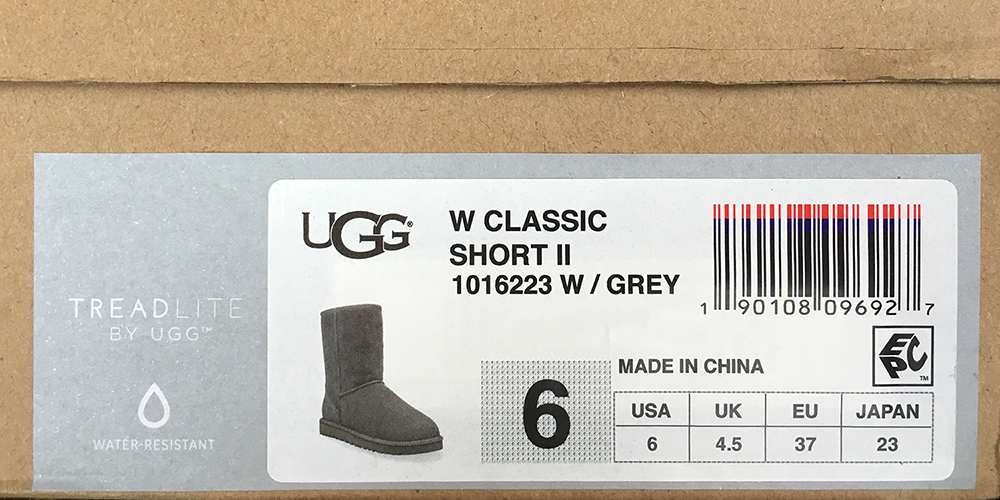 TREADLITE
BY UGG™
WATER-RESISTANT
UGG®
W CLASSIC
SHORT II
1016223 W / GREY
1 90108 09692 7
EPC™
MADE IN CHINA
6
USA UK EU JAPAN
6 4.5 37 23